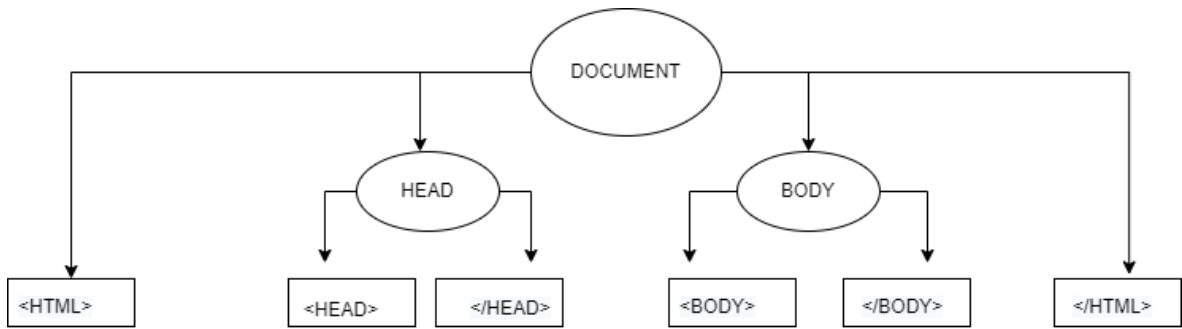 DOCUMENT
HEAD
BODY
<HTML>
<HEAD>
</HEAD>
<BODY>
</BODY>
</HTML>